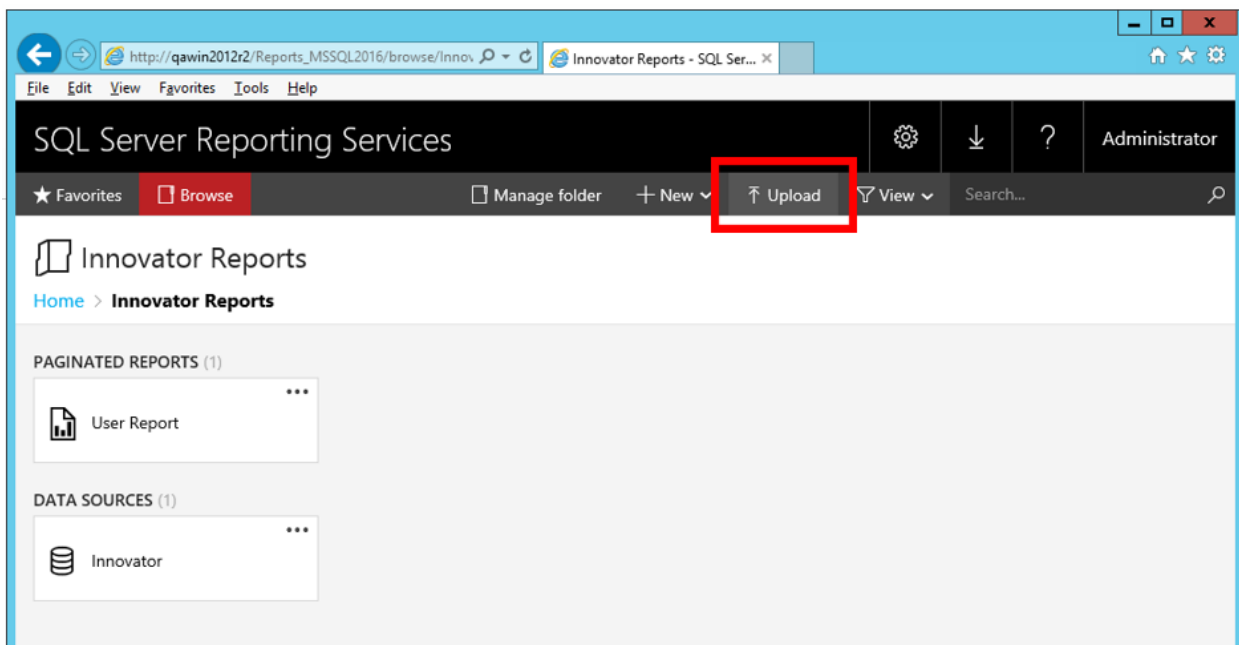 http://qawin2012r2/Reports_MSSQL2016/browse/Innov
Innovator Reports - SQL Ser...
File Edit View Favorites Tools Help
SQL Server Reporting Services
? Administrator
Favorites Browse Manage folder New Upload View Search...
Innovator Reports
Home > Innovator Reports
PAGINATED REPORTS (1)
...
User Report
DATA SOURCES (1)
...
Innovator